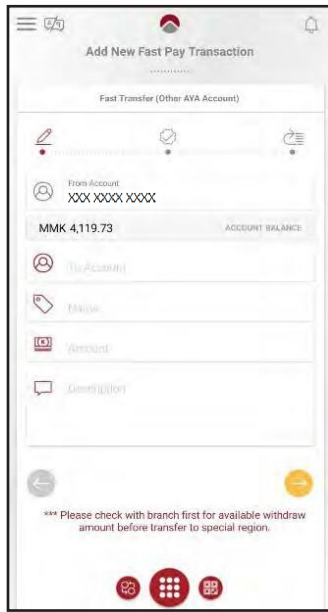 Add New Fast Pay Transaction
Fast Transfer (Other AYA Account)
From Account
XXX XXXX XXXX
MMK 4,119.73 ACCOUNT BALANCE
To Account
Name
Amount
Description
*** Please check with branch first for available withdraw
amount before transfer to special region.